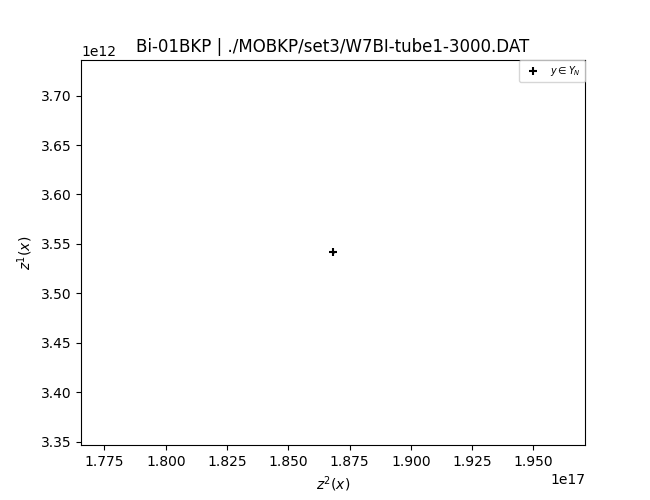 Bi-01BKP | ./MOBKP/set3/W7BI-tube1-3000.DAT
1e12
y ∈ Y_N
3.70
3.65
3.60
3.55
3.50
3.45
3.40
3.35
z^1(x)
1.775 1.800 1.825 1.850 1.875 1.900 1.925 1.950
1e17
z^2(x)